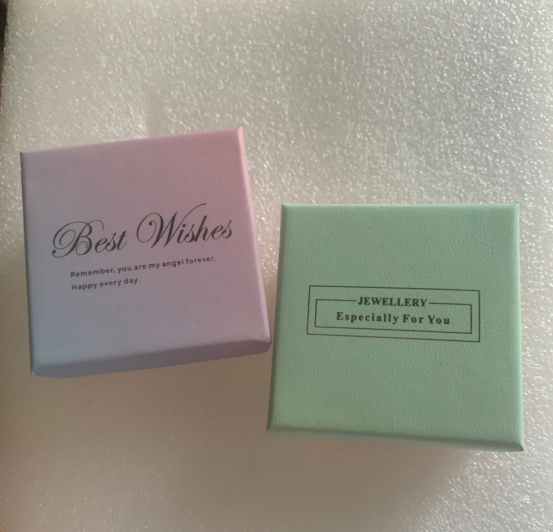 Best Wishes
Remember, you are my angel forever.
Happy every day.
JEWELLERY
Especially For You